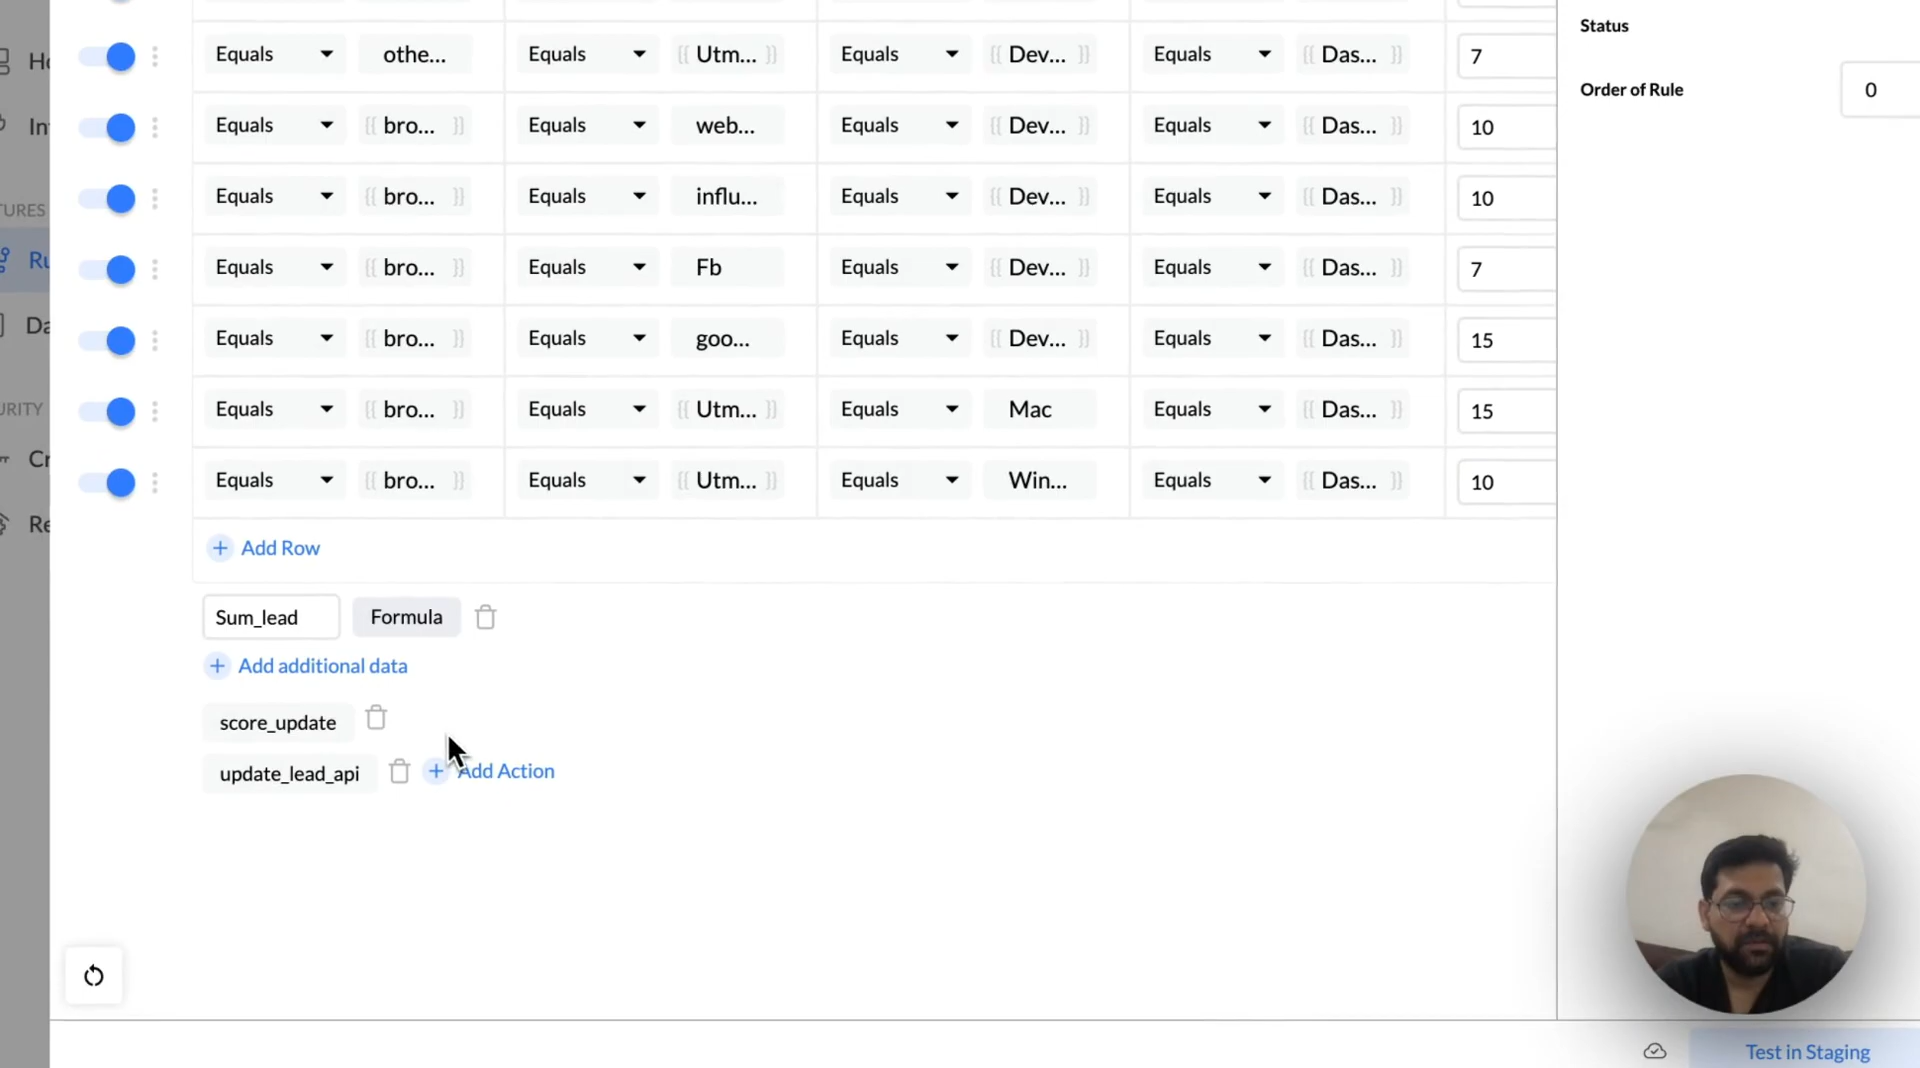 Status
Equals othe... Equals {{ Utm... }} Equals {{ Dev... }} Equals {{ Das... }} 7
Order of Rule 0
Equals {{ bro... }} Equals web... Equals {{ Dev... }} Equals {{ Das... }} 10
Equals {{ bro... }} Equals influ... Equals {{ Dev... }} Equals {{ Das... }} 10
Equals {{ bro... }} Equals Fb Equals {{ Dev... }} Equals {{ Das... }} 7
Equals {{ bro... }} Equals goo... Equals {{ Dev... }} Equals {{ Das... }} 15
Equals {{ bro... }} Equals {{ Utm... }} Equals Mac Equals {{ Das... }} 15
Equals {{ bro... }} Equals {{ Utm... }} Equals Win... Equals {{ Das... }} 10
+ Add Row
Sum_lead Formula
+ Add additional data
score_update
update_lead_api + Add Action
Test in Staging